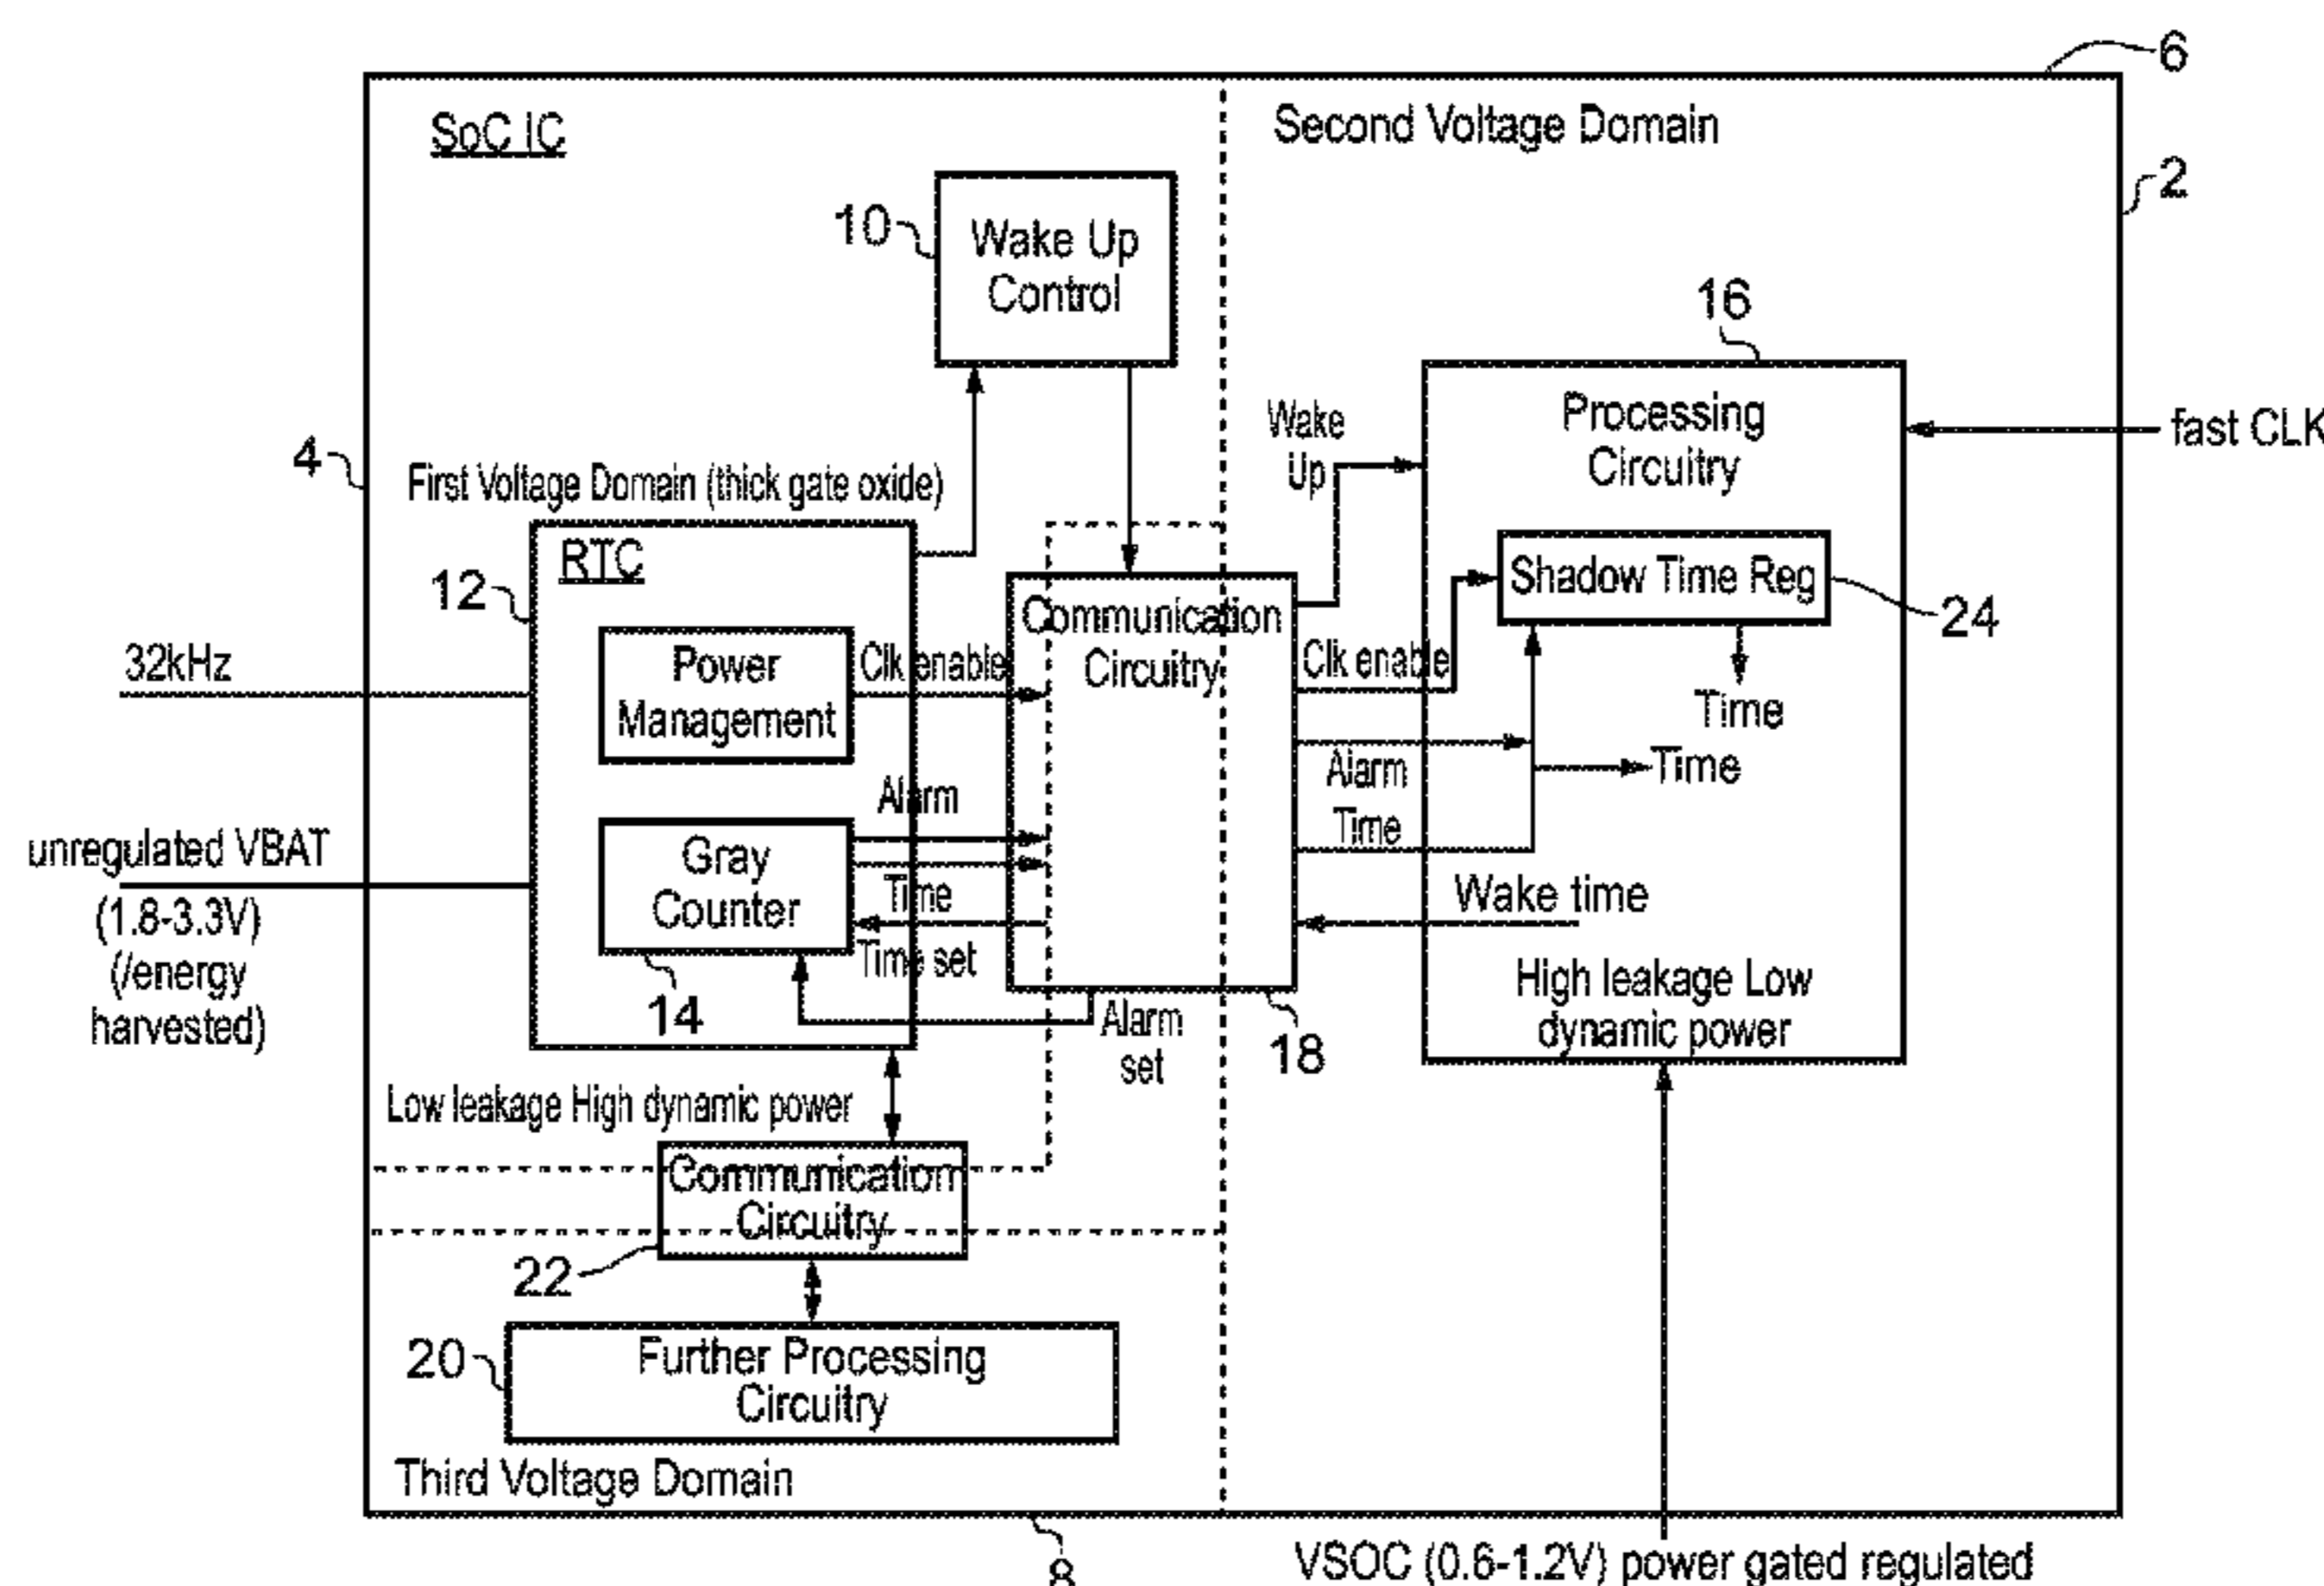 6
SoC IC
Second Voltage Domain
2
10
Wake Up
Control
16
Processing
Circuitry
fast CLK
Wake
Up
4
First Voltage Domain (thick gate oxide)
RTC
12
Shadow Time Reg
24
Communication
Circuitry
32kHz
Power
Management
Clk enable
Clk enable
Time
Time
Alarm
Time
Alarm
unregulated VBAT
(1.8-3.3V)
(/energy
harvested)
Gray
Counter
Time
Time set
14
Wake time
High leakage Low
dynamic power
Alarm
set
18
Low leakage High dynamic power
Communication
Circuitry
22
20
Further Processing
Circuitry
Third Voltage Domain
8
VSOC (0.6-1.2V) power gated regulated